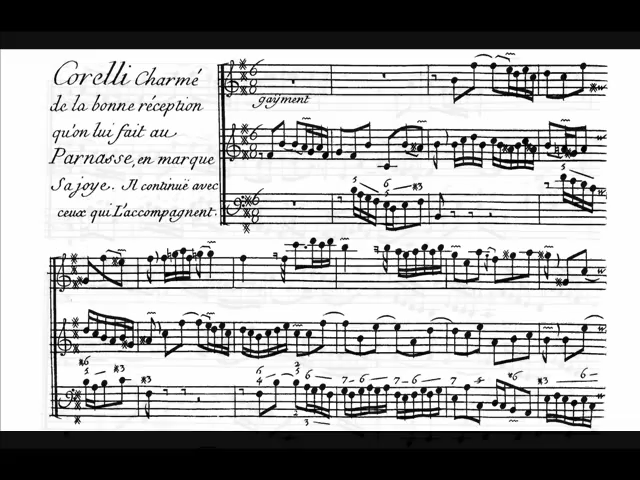 Corelli Charmé
de la bonne réception
qu'on lui fait au
Parnasse, en marque
Sa joye. Il continuë avec
ceux qui L'accompagnent.
gayment